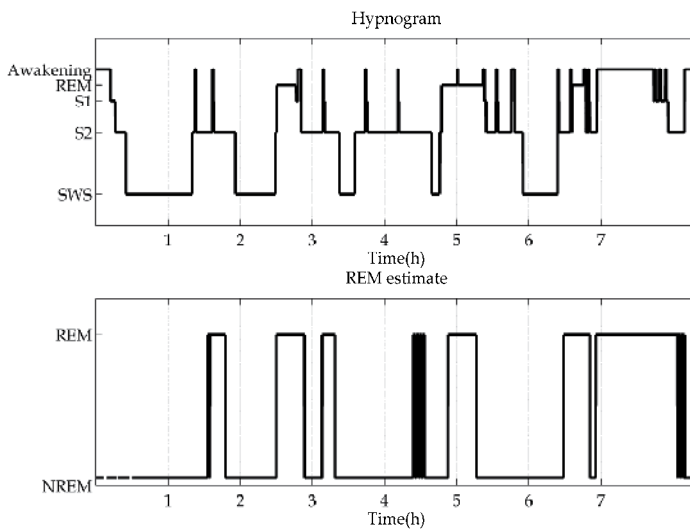 Hypnogram
Awakening
REM
S1
S2
SWS
1 2 3 4 5 6 7
Time(h)
REM estimate
REM
NREM
1 2 3 4 5 6 7
Time(h)